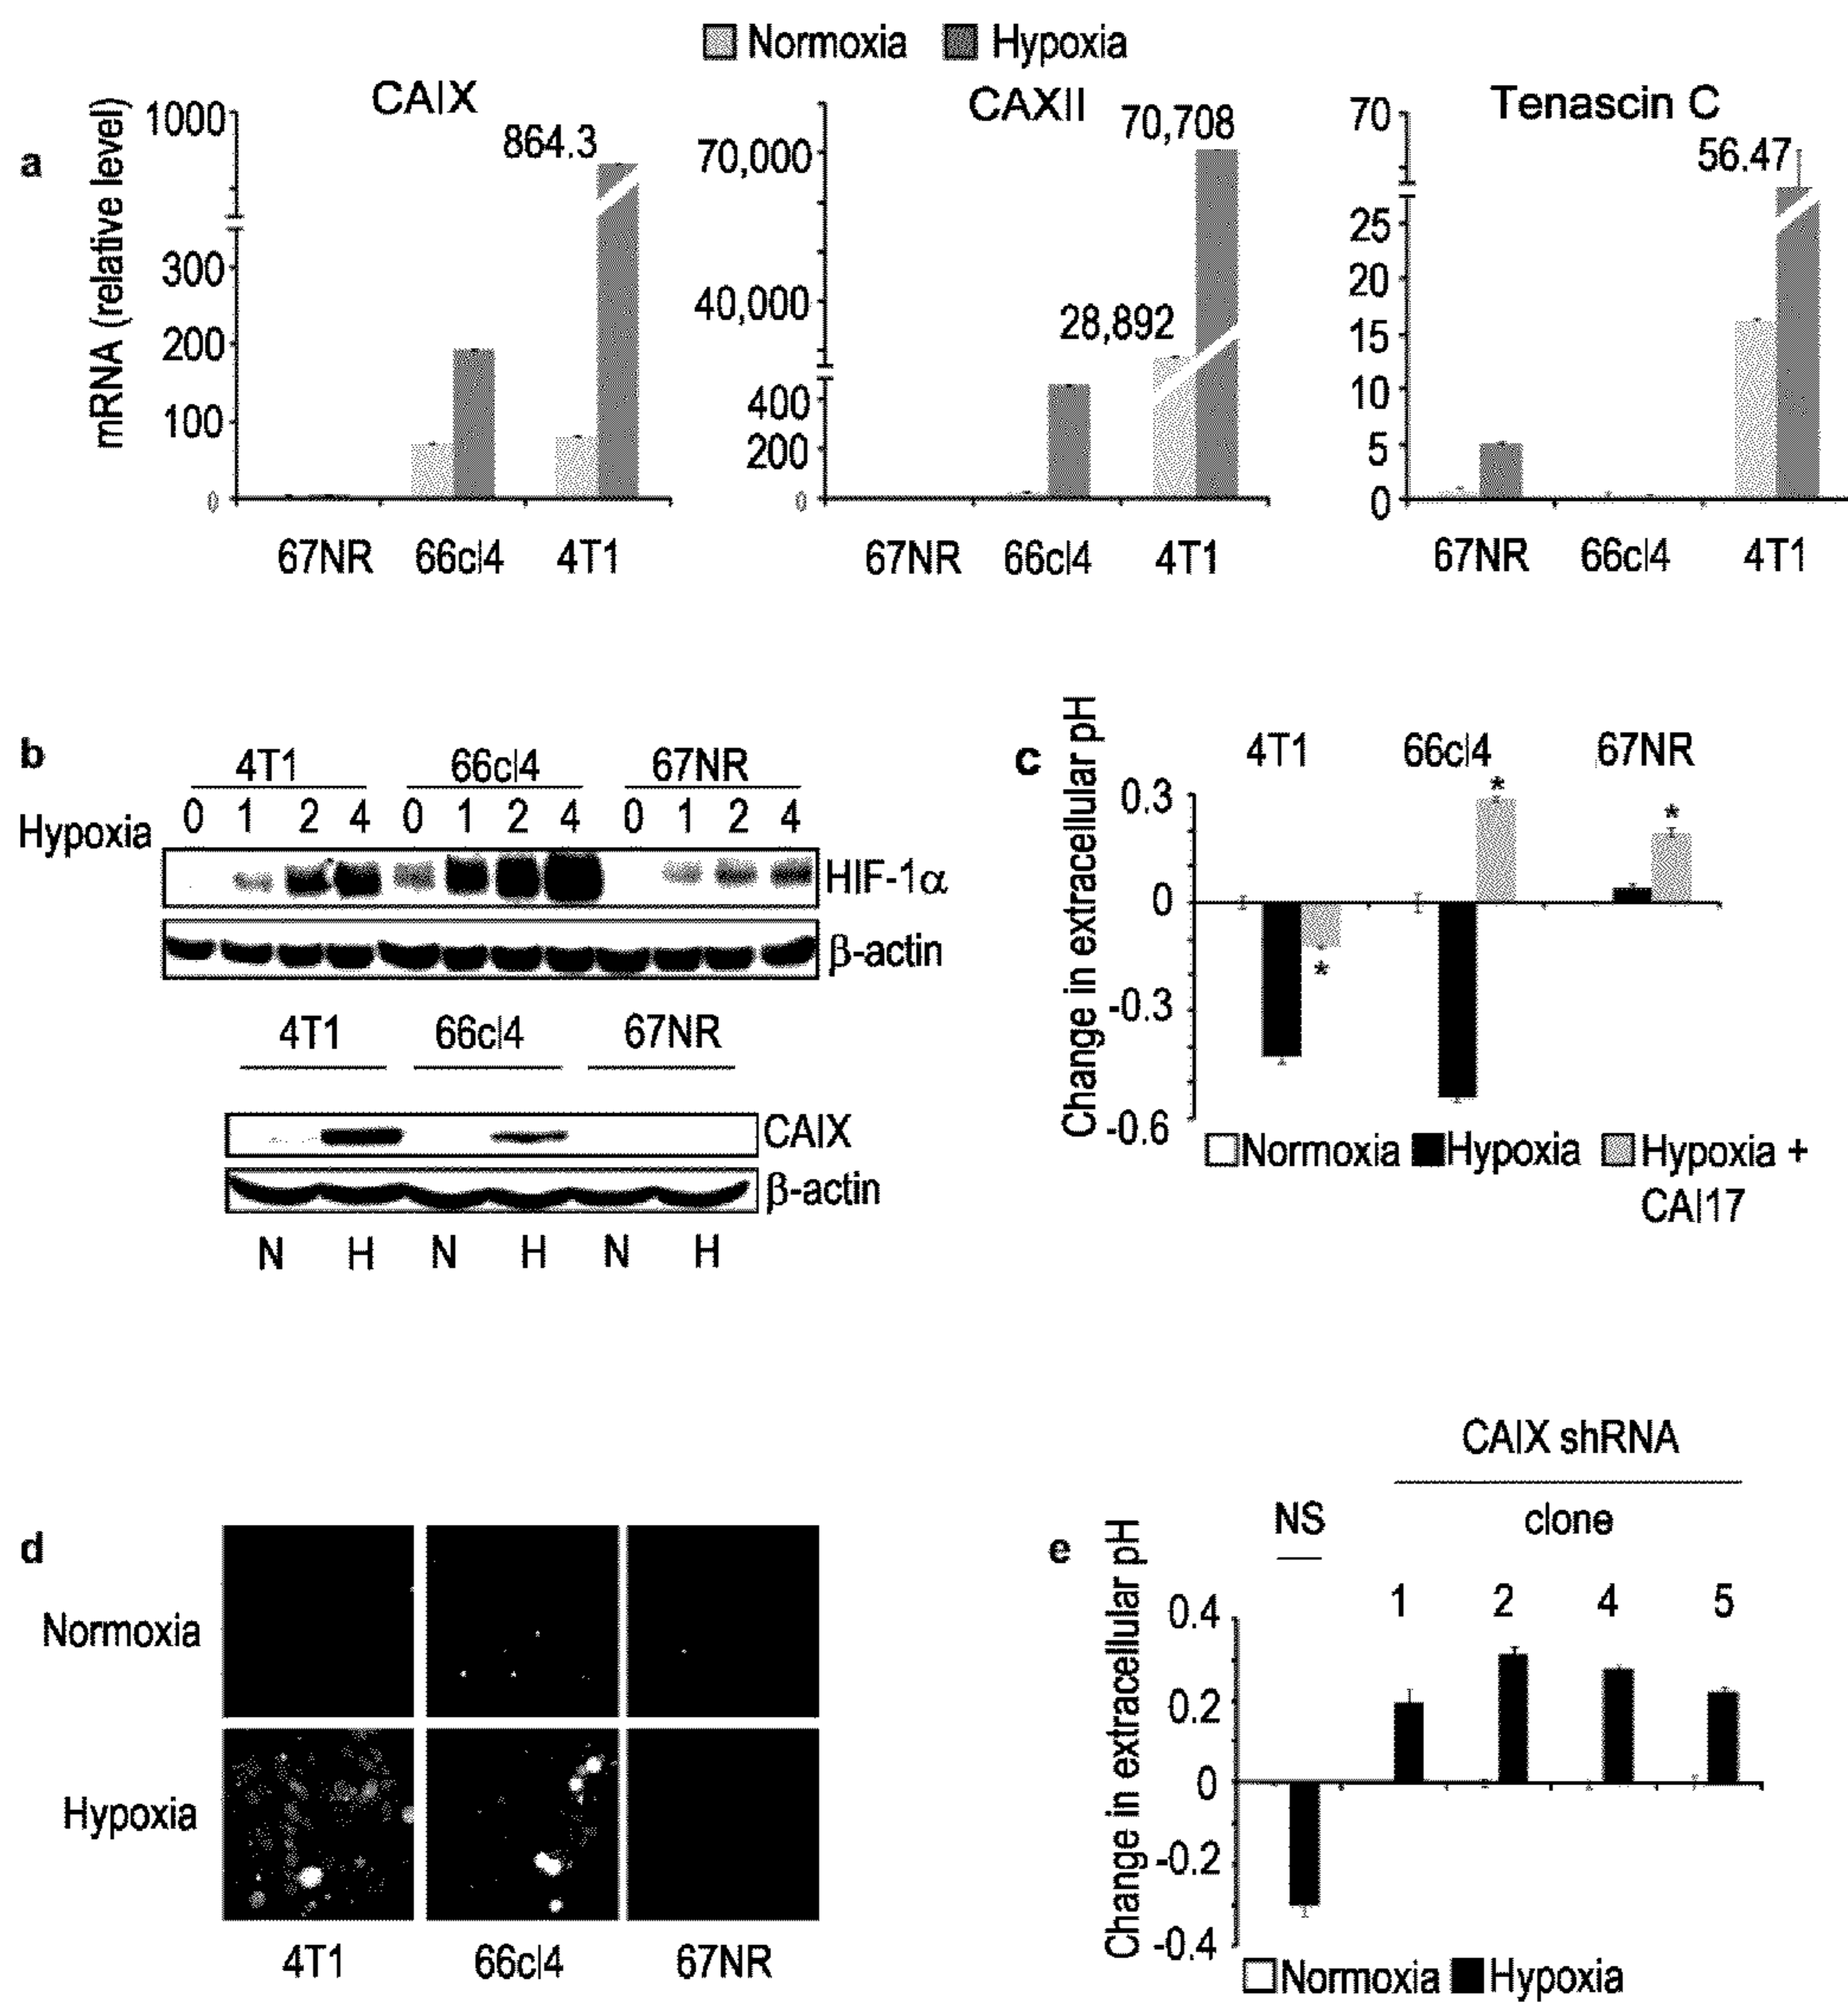 Normoxia Hypoxia
a
mRNA (relative level)
CAIX
1000
300
200
100
0
864.3
67NR 66cl4 4T1
CAXII
70,000
40,000
400
200
0
28,892
70,708
67NR 66cl4 4T1
Tenascin C
70
25
20
15
10
5
0
56.47
67NR 66cl4 4T1
b
4T1 66cl4 67NR
Hypoxia 0 1 2 4 0 1 2 4 0 1 2 4
HIF-1α
β-actin
4T1 66cl4 67NR
CAIX
β-actin
N H N H N H
c
Change in extracellular pH
4T1 66cl4 67NR
0.3
0
-0.3
-0.6
* * *
Normoxia Hypoxia Hypoxia +
CAI17
d
Normoxia
Hypoxia
4T1 66cl4 67NR
e
Change in extracellular pH
CAIX shRNA
NS clone
1 2 4 5
0.4
0.2
0
-0.2
-0.4
Normoxia Hypoxia